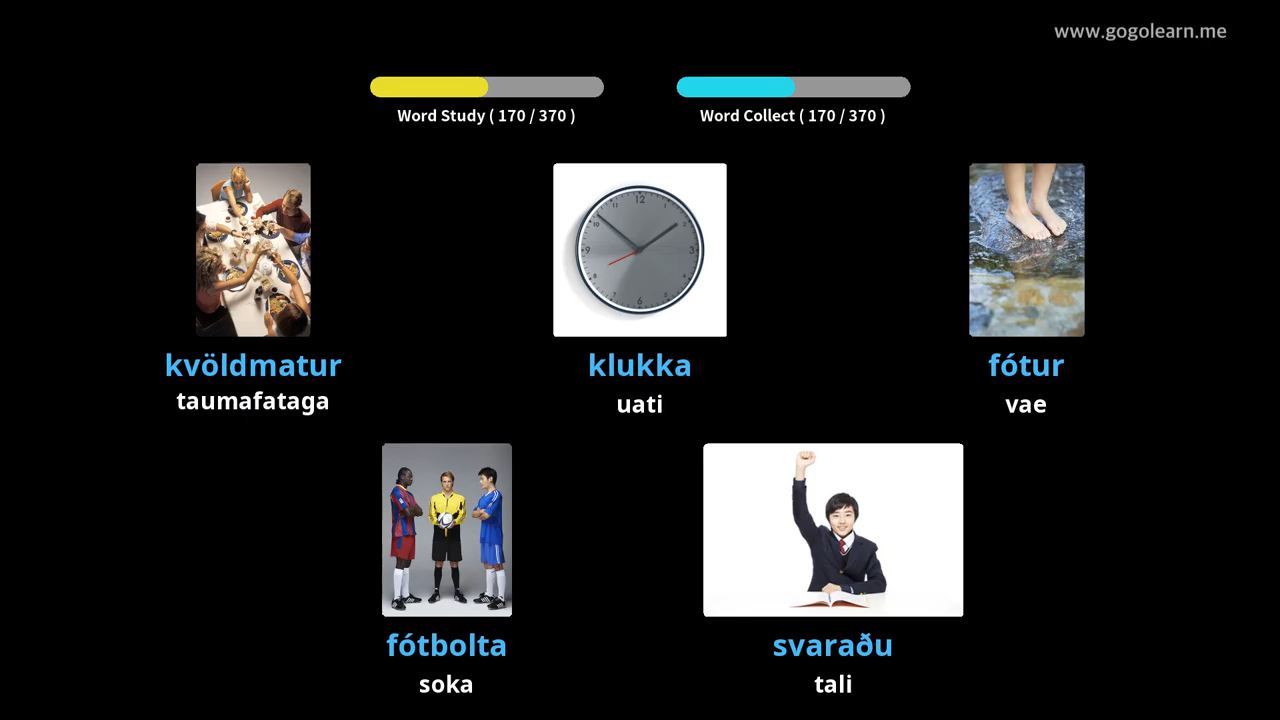 www.gogolearn.me
Word Study ( 170 / 370 )
Word Collect ( 170 / 370 )
kvöldmatur
taumafataga
klukka
uati
fótur
vae
fótbolta
soka
svaraðu
tali